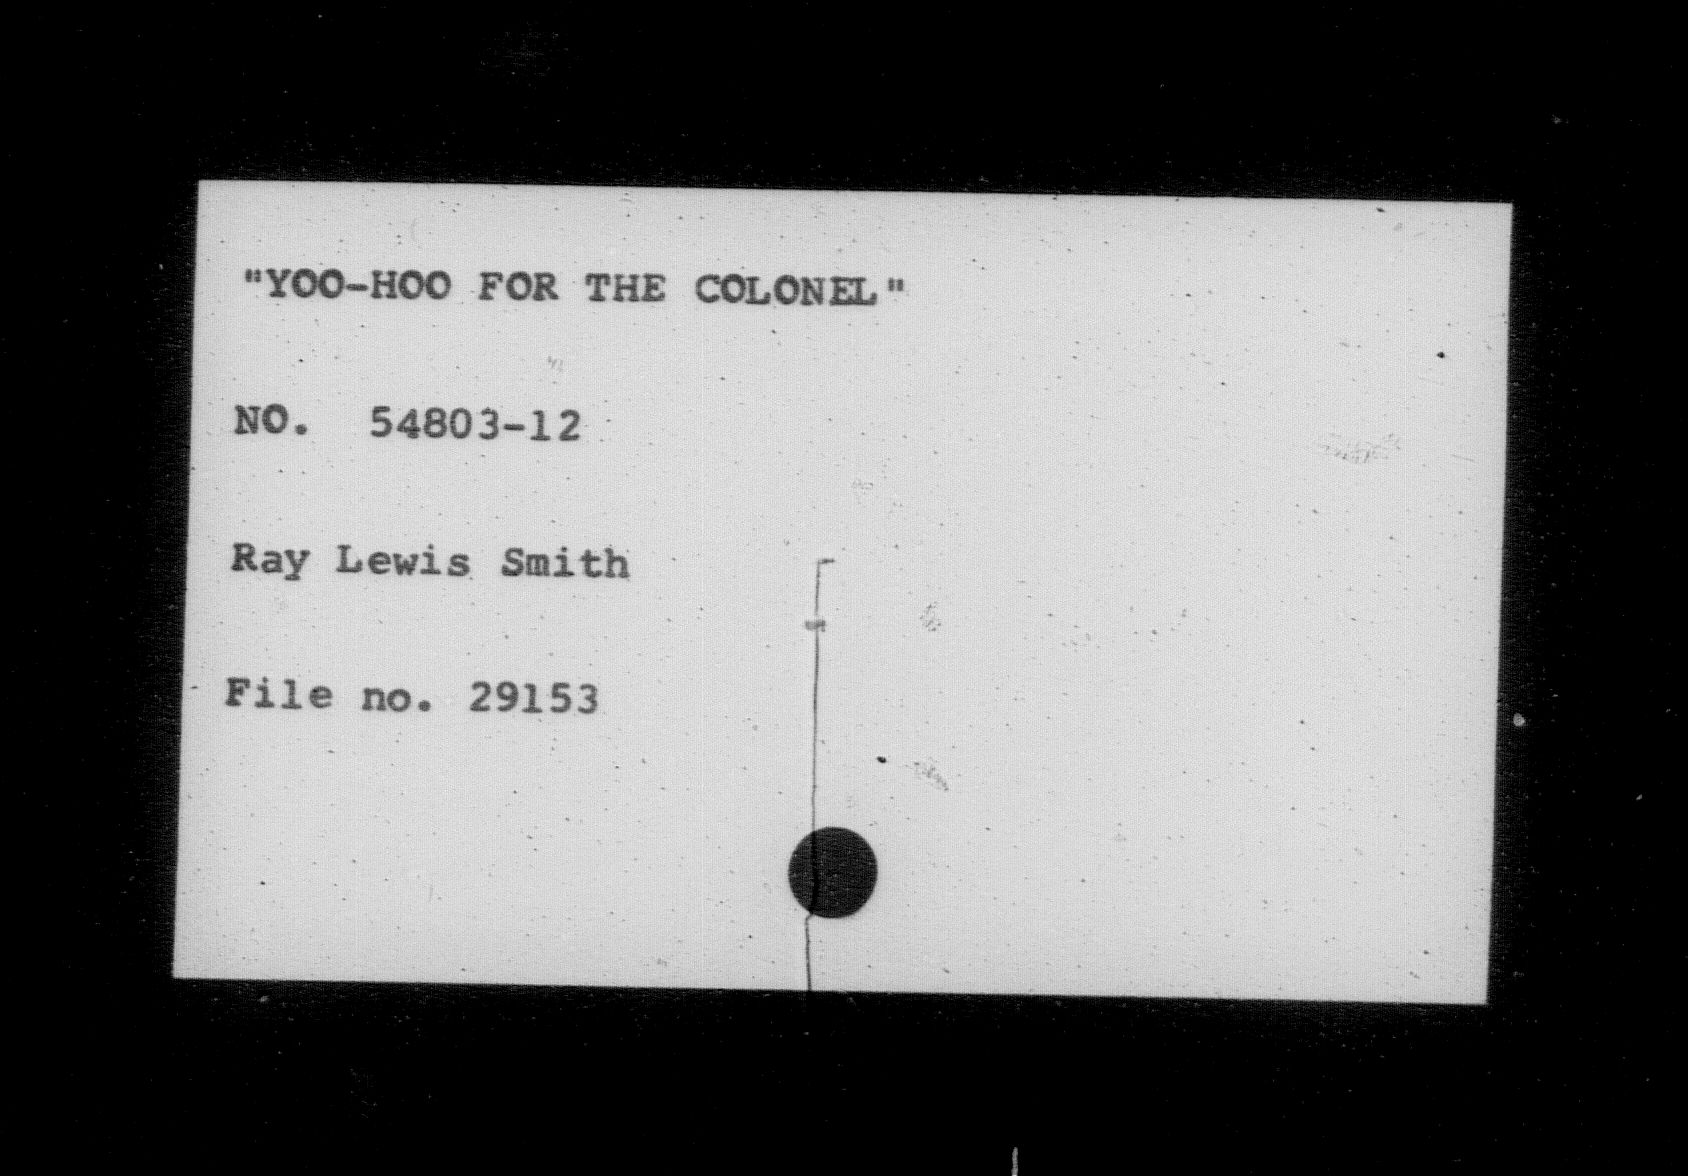 "YOO-HOO FOR THE COLONEL"
NO. 54803-12
Ray Lewis Smith
File no. 29153